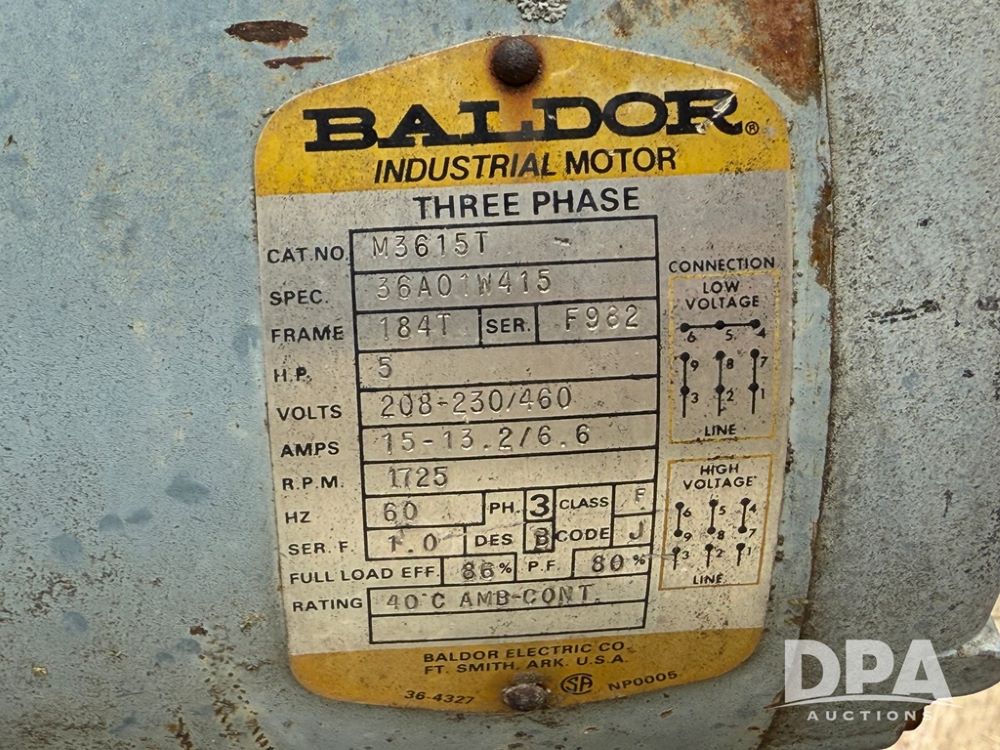 BALDOR®
INDUSTRIAL MOTOR
THREE PHASE
CAT.NO. M3615T
SPEC. 36A01W415
FRAME 184T SER. F982
H.P. 5
VOLTS 208-230/460
AMPS 15-13.2/6.6
R.P.M. 1725
HZ 60 PH. 3 CLASS F
SER. F. 1.0 DES B CODE J
FULL LOAD EFF. 86% P.F. 80%
RATING 40°C AMB-CONT.
CONNECTION
LOW
VOLTAGE
6 5 4
9 8 7
3 2 1
LINE
HIGH
VOLTAGE
6 5 4
9 8 7
3 2 1
LINE
BALDOR ELECTRIC CO.
FT. SMITH, ARK. U.S.A.
36-4327 SA NP0005
DPA
AUCTIONS